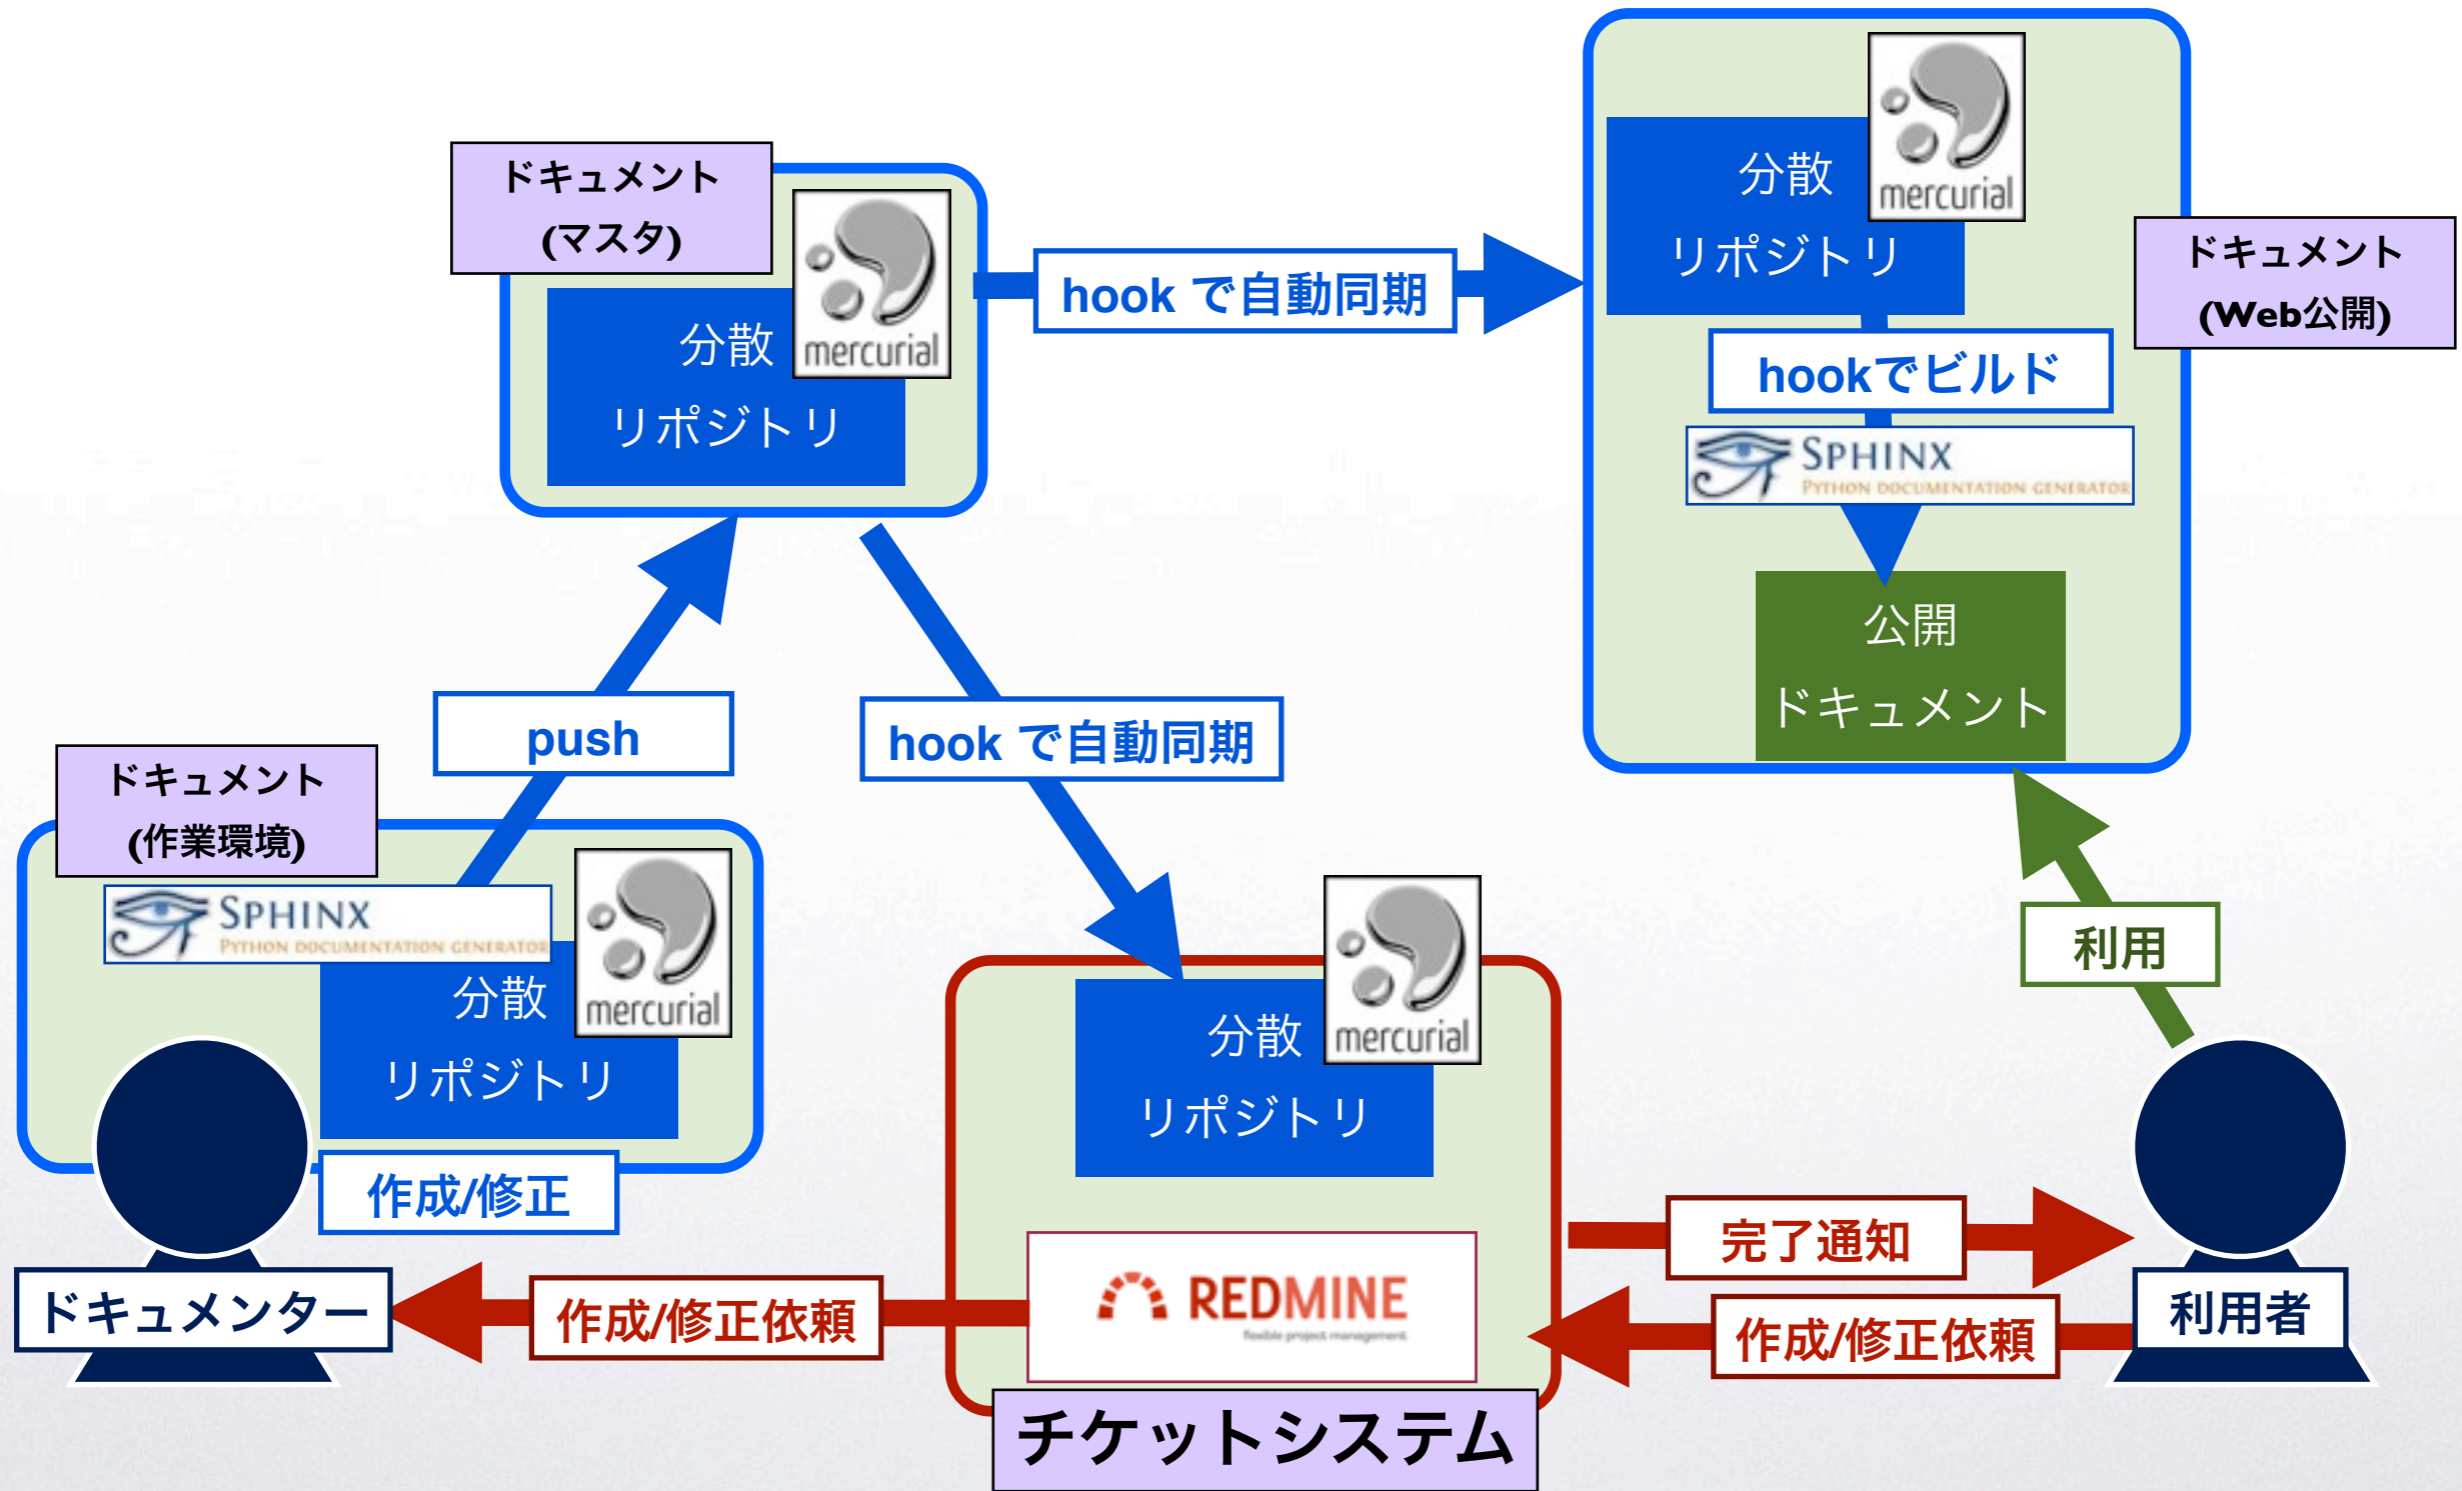 ドキュメント
(マスタ)
分散
リポジトリ
mercurial
hook で自動同期
分散
リポジトリ
mercurial
ドキュメント
(Web公開)
hookでビルド
SPHINX
PYTHON DOCUMENTATION GENERATOR
公開
ドキュメント
push
hook で自動同期
ドキュメント
(作業環境)
SPHINX
PYTHON DOCUMENTATION GENERATOR
分散
リポジトリ
mercurial
作成/修正
ドキュメンター
作成/修正依頼
分散
リポジトリ
mercurial
REDMINE
flexible project management
チケットシステム
利用
完了通知
作成/修正依頼
利用者